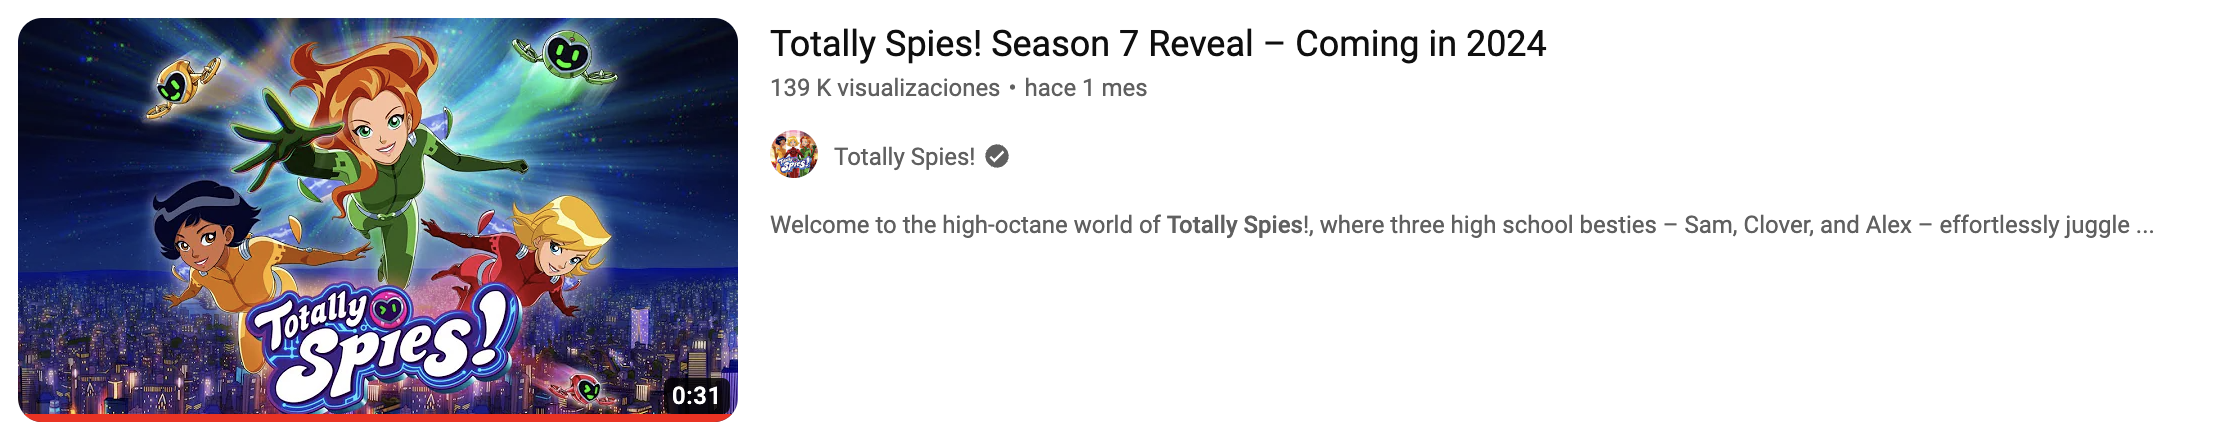 Totally Spies! Season 7 Reveal – Coming in 2024
139 K visualizaciones • hace 1 mes
Totally Spies!
Welcome to the high-octane world of Totally Spies!, where three high school besties – Sam, Clover, and Alex – effortlessly juggle ...
Totally
Spies!
0:31